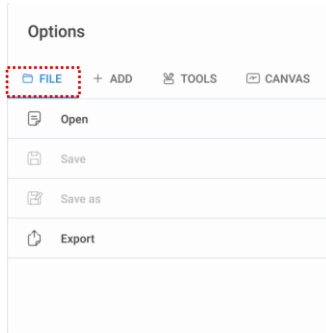 Options
FILE + ADD TOOLS CANVAS
Open
Save
Save as
Export